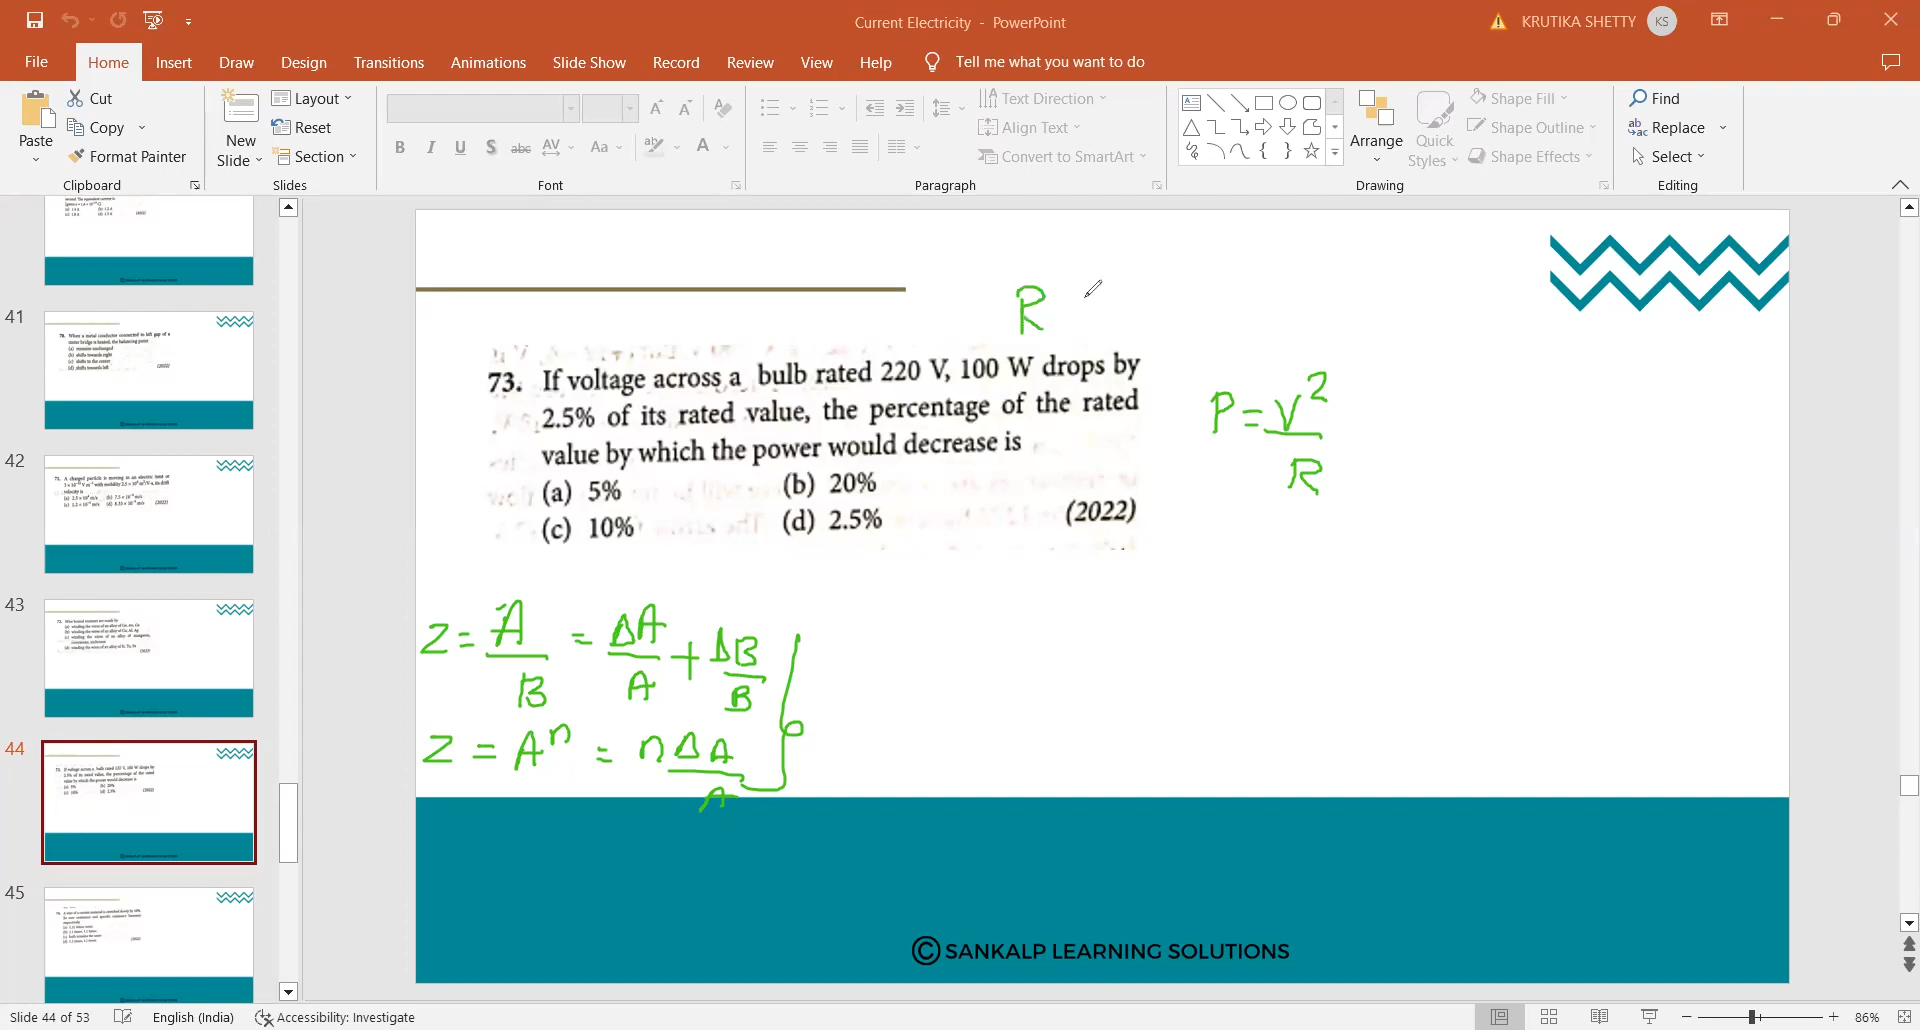 Current Electricity - PowerPoint
KRUTIKA SHETTY
KS
File
Home
Insert
Draw
Design
Transitions
Animations
Slide Show
Record
Review
View
Help
Tell me what you want to do
Paste
Cut
Copy
Format Painter
Clipboard
New Slide
Layout
Reset
Section
Slides
B I U S abc AV Aa A
Font
Text Direction
Align Text
Convert to SmartArt
Paragraph
Arrange
Quick Styles
Shape Fill
Shape Outline
Shape Effects
Drawing
Find
Replace
Select
Editing
41
42
43
44
45
R
73. If voltage across a bulb rated 220 V, 100 W drops by
2.5% of its rated value, the percentage of the rated
value by which the power would decrease is
(a) 5% (b) 20%
(c) 10% (d) 2.5% (2022)
P = V²/R
Z = A/B = ΔA/A + ΔB/B
Z = Aⁿ = nΔA/A
© SANKALP LEARNING SOLUTIONS
Slide 44 of 53
English (India)
Accessibility: Investigate
86%